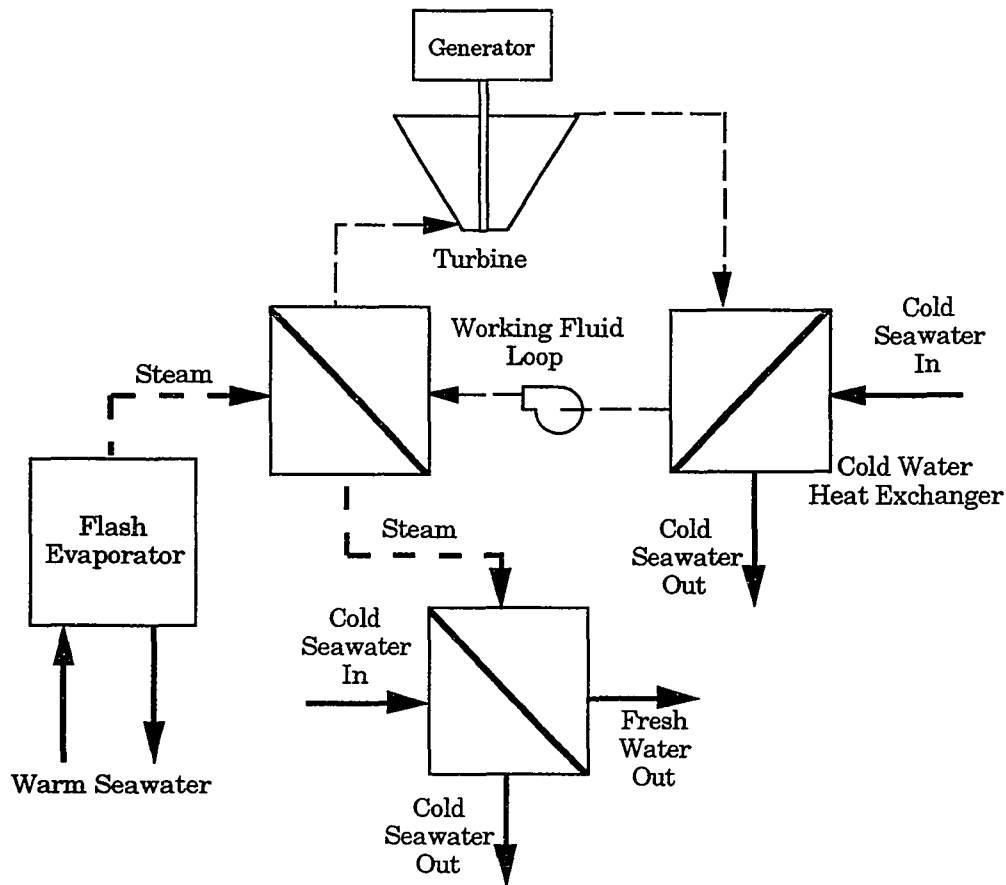 Generator
Turbine
Working Fluid
Loop
Cold
Seawater
In
Steam
Cold Water
Heat Exchanger
Flash
Evaporator
Steam
Cold
Seawater
Out
Cold
Seawater
In
Fresh
Water
Out
Warm Seawater
Cold
Seawater
Out